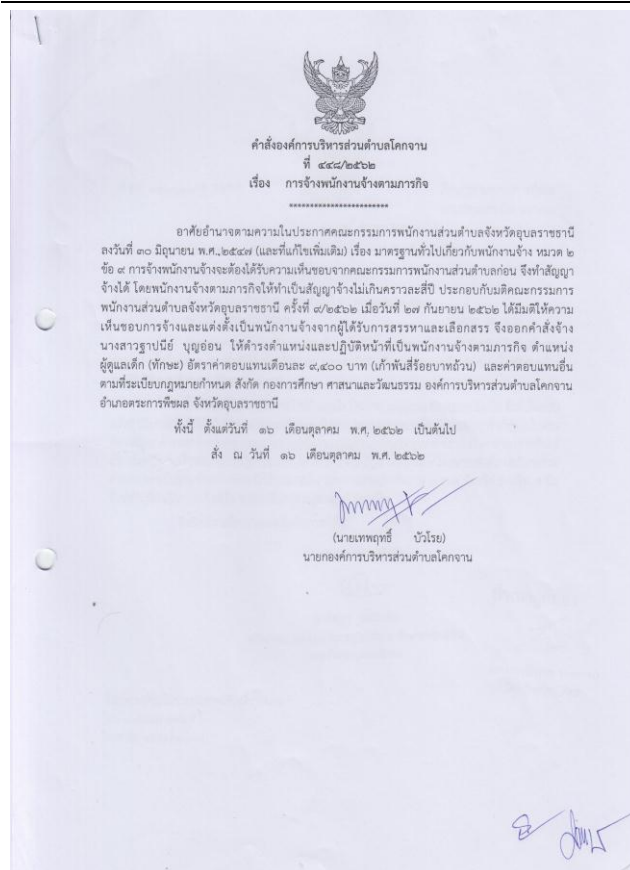 คำสั่งองค์การบริหารส่วนตำบลโคกจาน
ที่ ๔๔๘/๒๕๖๒
เรื่อง การจ้างพนักงานจ้างตามภารกิจ
************************
อาศัยอำนาจตามความในประกาศคณะกรรมการพนักงานส่วนตำบลจังหวัดอุบลราชธานี
ลงวันที่ ๓๐ มิถุนายน พ.ศ.๒๕๔๗ (และที่แก้ไขเพิ่มเติม) เรื่อง มาตรฐานทั่วไปเกี่ยวกับพนักงานจ้าง หมวด ๒
ข้อ ๙ การจ้างพนักงานจ้างจะต้องได้รับความเห็นชอบจากคณะกรรมการพนักงานส่วนตำบลก่อน จึงทำสัญญา
จ้างได้ โดยพนักงานจ้างตามภารกิจให้ทำเป็นสัญญาจ้างไม่เกินคราวละสี่ปี ประกอบกับมติคณะกรรมการ
พนักงานส่วนตำบลจังหวัดอุบลราชธานี ครั้งที่ ๙/๒๕๖๒ เมื่อวันที่ ๒๗ กันยายน ๒๕๖๒ ได้มีมติให้ความ
เห็นชอบการจ้างและแต่งตั้งเป็นพนักงานจ้างจากผู้ได้รับการสรรหาและเลือกสรร จึงออกคำสั่งจ้าง
นางสาวฐาปนีย์ บุญอ่อน ให้ดำรงตำแหน่งและปฏิบัติหน้าที่เป็นพนักงานจ้างตามภารกิจ ตำแหน่ง
ผู้ดูแลเด็ก (ทักษะ) อัตราค่าตอบแทนเดือนละ ๙,๔๐๐ บาท (เก้าพันสี่ร้อยบาทถ้วน) และค่าตอบแทนอื่น
ตามที่ระเบียบกฎหมายกำหนด สังกัด กองการศึกษา ศาสนาและวัฒนธรรม องค์การบริหารส่วนตำบลโคกจาน
อำเภอตระการพืชผล จังหวัดอุบลราชธานี
ทั้งนี้ ตั้งแต่วันที่ ๑๖ เดือนตุลาคม พ.ศ. ๒๕๖๒ เป็นต้นไป
สั่ง ณ วันที่ ๑๖ เดือนตุลาคม พ.ศ. ๒๕๖๒
(นายเทพฤทธิ์ บัวโรย)
นายกองค์การบริหารส่วนตำบลโคกจาน